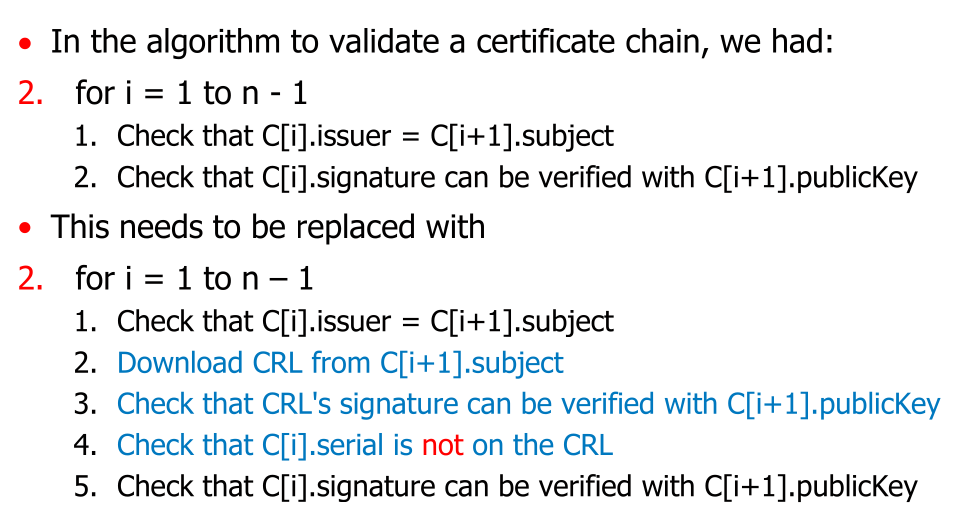 • In the algorithm to validate a certificate chain, we had:
2. for i = 1 to n - 1
1. Check that C[i].issuer = C[i+1].subject
2. Check that C[i].signature can be verified with C[i+1].publicKey
• This needs to be replaced with
2. for i = 1 to n – 1
1. Check that C[i].issuer = C[i+1].subject
2. Download CRL from C[i+1].subject
3. Check that CRL's signature can be verified with C[i+1].publicKey
4. Check that C[i].serial is not on the CRL
5. Check that C[i].signature can be verified with C[i+1].publicKey